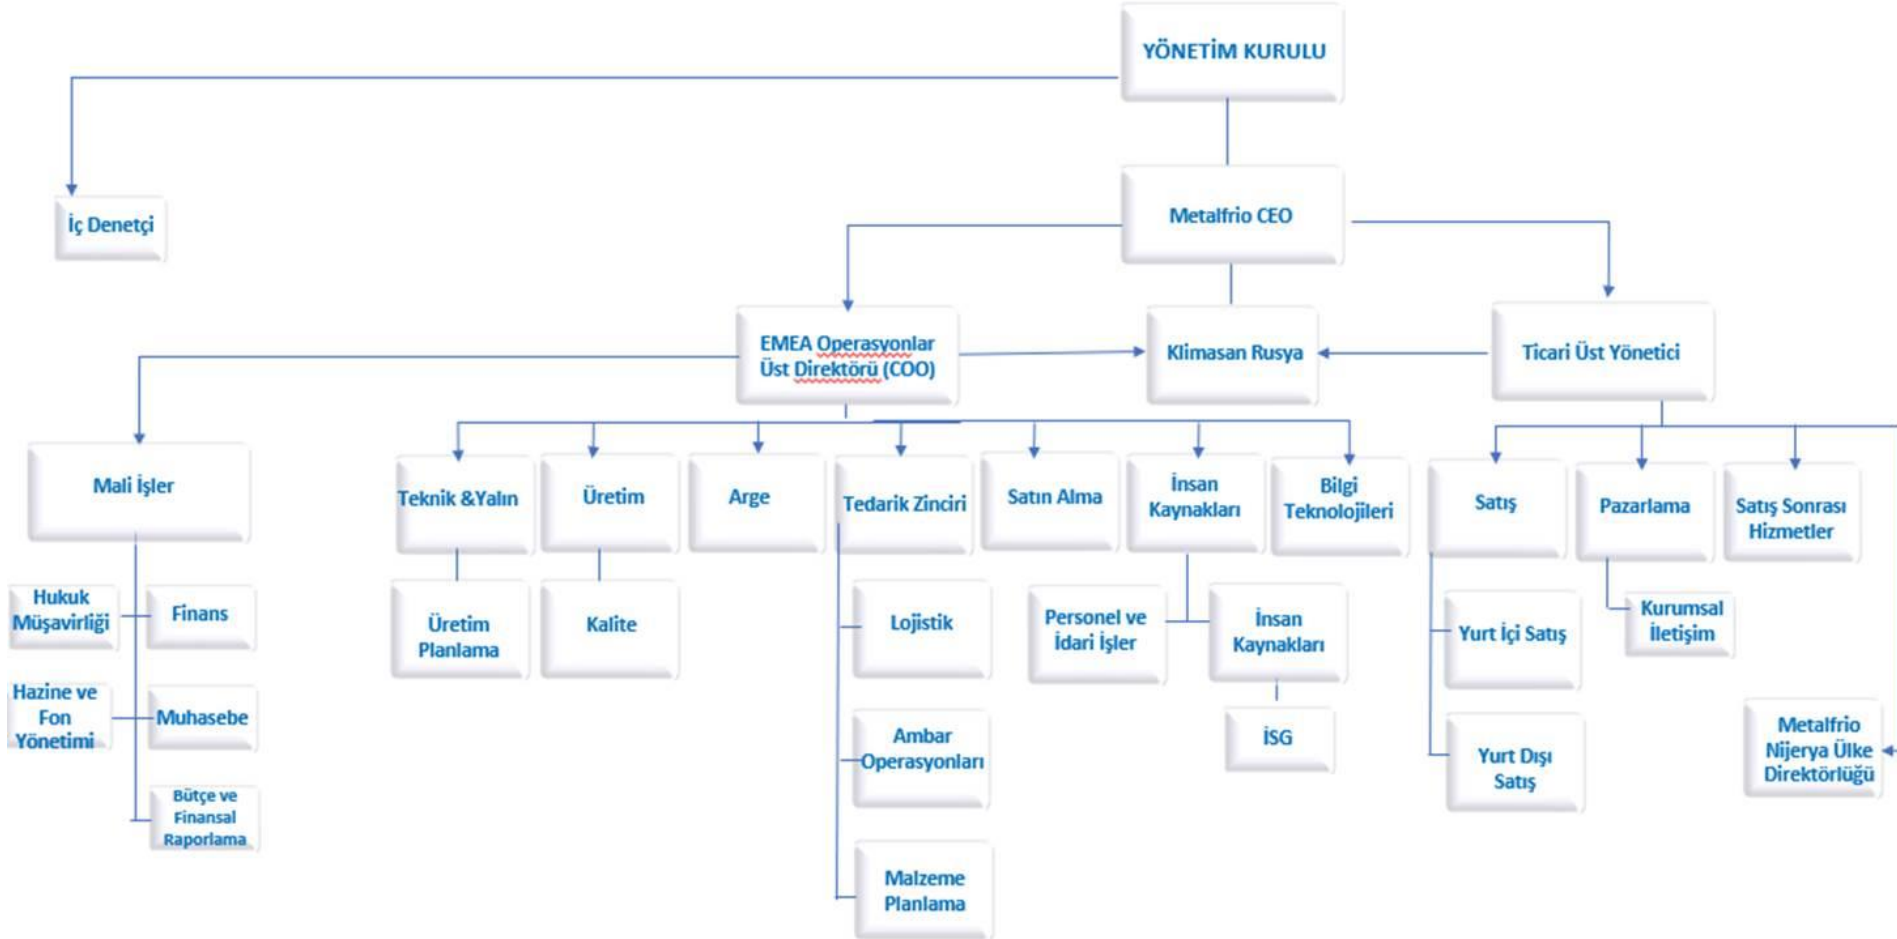 YÖNETİM KURULU
İç Denetçi
Metalfrio CEO
EMEA Operasyonlar
Üst Direktörü (COO)
Klimasan Rusya
Ticari Üst Yönetici
Mali İşler
Teknik &Yalın
Üretim
Arge
Tedarik Zinciri
Satın Alma
İnsan
Kaynakları
Bilgi
Teknolojileri
Satış
Pazarlama
Satış Sonrası
Hizmetler
Hukuk
Müşavirliği
Finans
Üretim
Planlama
Kalite
Lojistik
Personel ve
İdari İşler
İnsan
Kaynakları
Yurt İçi Satış
Kurumsal
İletişim
Hazine ve
Fon
Yönetimi
Muhasebe
Ambar
Operasyonları
İSG
Yurt Dışı
Satış
Metalfrio
Nijerya Ülke
Direktörlüğü
Bütçe ve
Finansal
Raporlama
Malzeme
Planlama